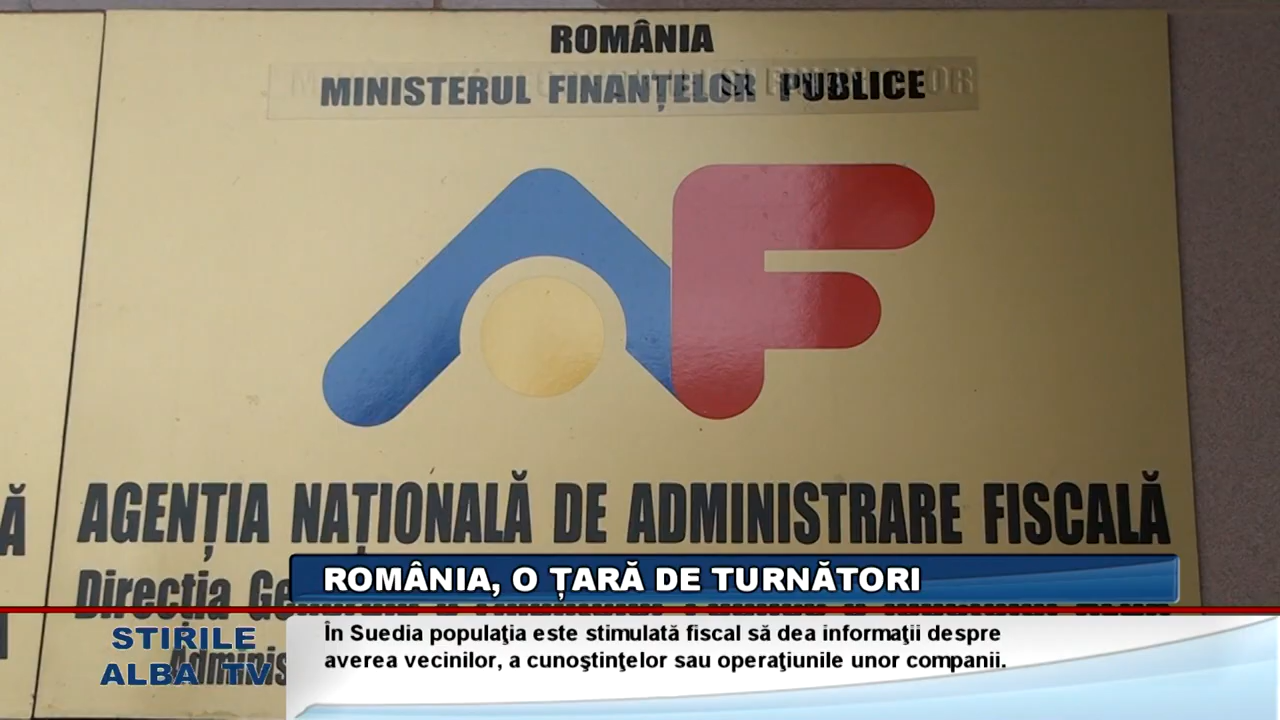 ROMÂNIA
MINISTERUL FINANȚELOR PUBLICE
AF
AGENȚIA NAȚIONALĂ DE ADMINISTRARE FISCALĂ
Ă
Direcția
ROMÂNIA, O ȚARĂ DE TURNĂTORI
STIRILE
ALBA TV
În Suedia populaţia este stimulată fiscal să dea informaţii despre
averea vecinilor, a cunoştinţelor sau operaţiunile unor companii.